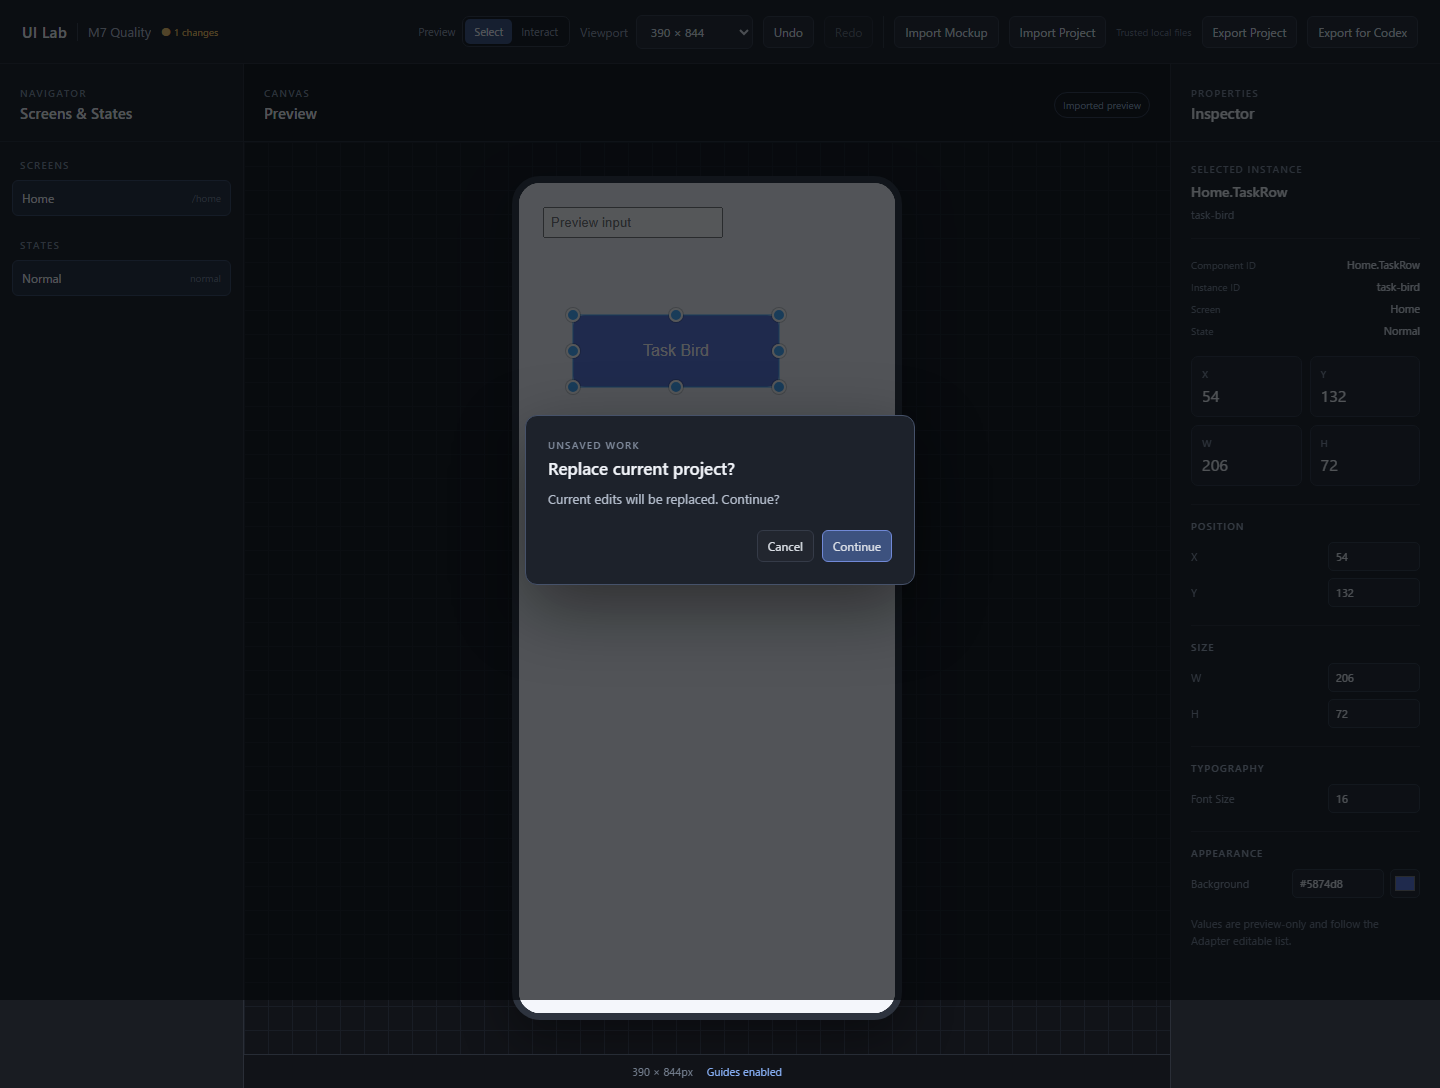 UI Lab
M7 Quality
1 changes
Preview
Select
Interact
Viewport
390 × 844
Undo
Redo
Import Mockup
Import Project
Trusted local files
Export Project
Export for Codex
NAVIGATOR
Screens & States
SCREENS
Home
/home
STATES
Normal
normal
CANVAS
Preview
Imported preview
Preview input
Task Bird
UNSAVED WORK
Replace current project?
Current edits will be replaced. Continue?
Cancel
Continue
390 × 844px
Guides enabled
PROPERTIES
Inspector
SELECTED INSTANCE
Home.TaskRow
task-bird
Component ID
Home.TaskRow
Instance ID
task-bird
Screen
Home
State
Normal
X
54
Y
132
W
206
H
72
POSITION
X
54
Y
132
SIZE
W
206
H
72
TYPOGRAPHY
Font Size
16
APPEARANCE
Background
#5874d8
Values are preview-only and follow the
Adapter editable list.